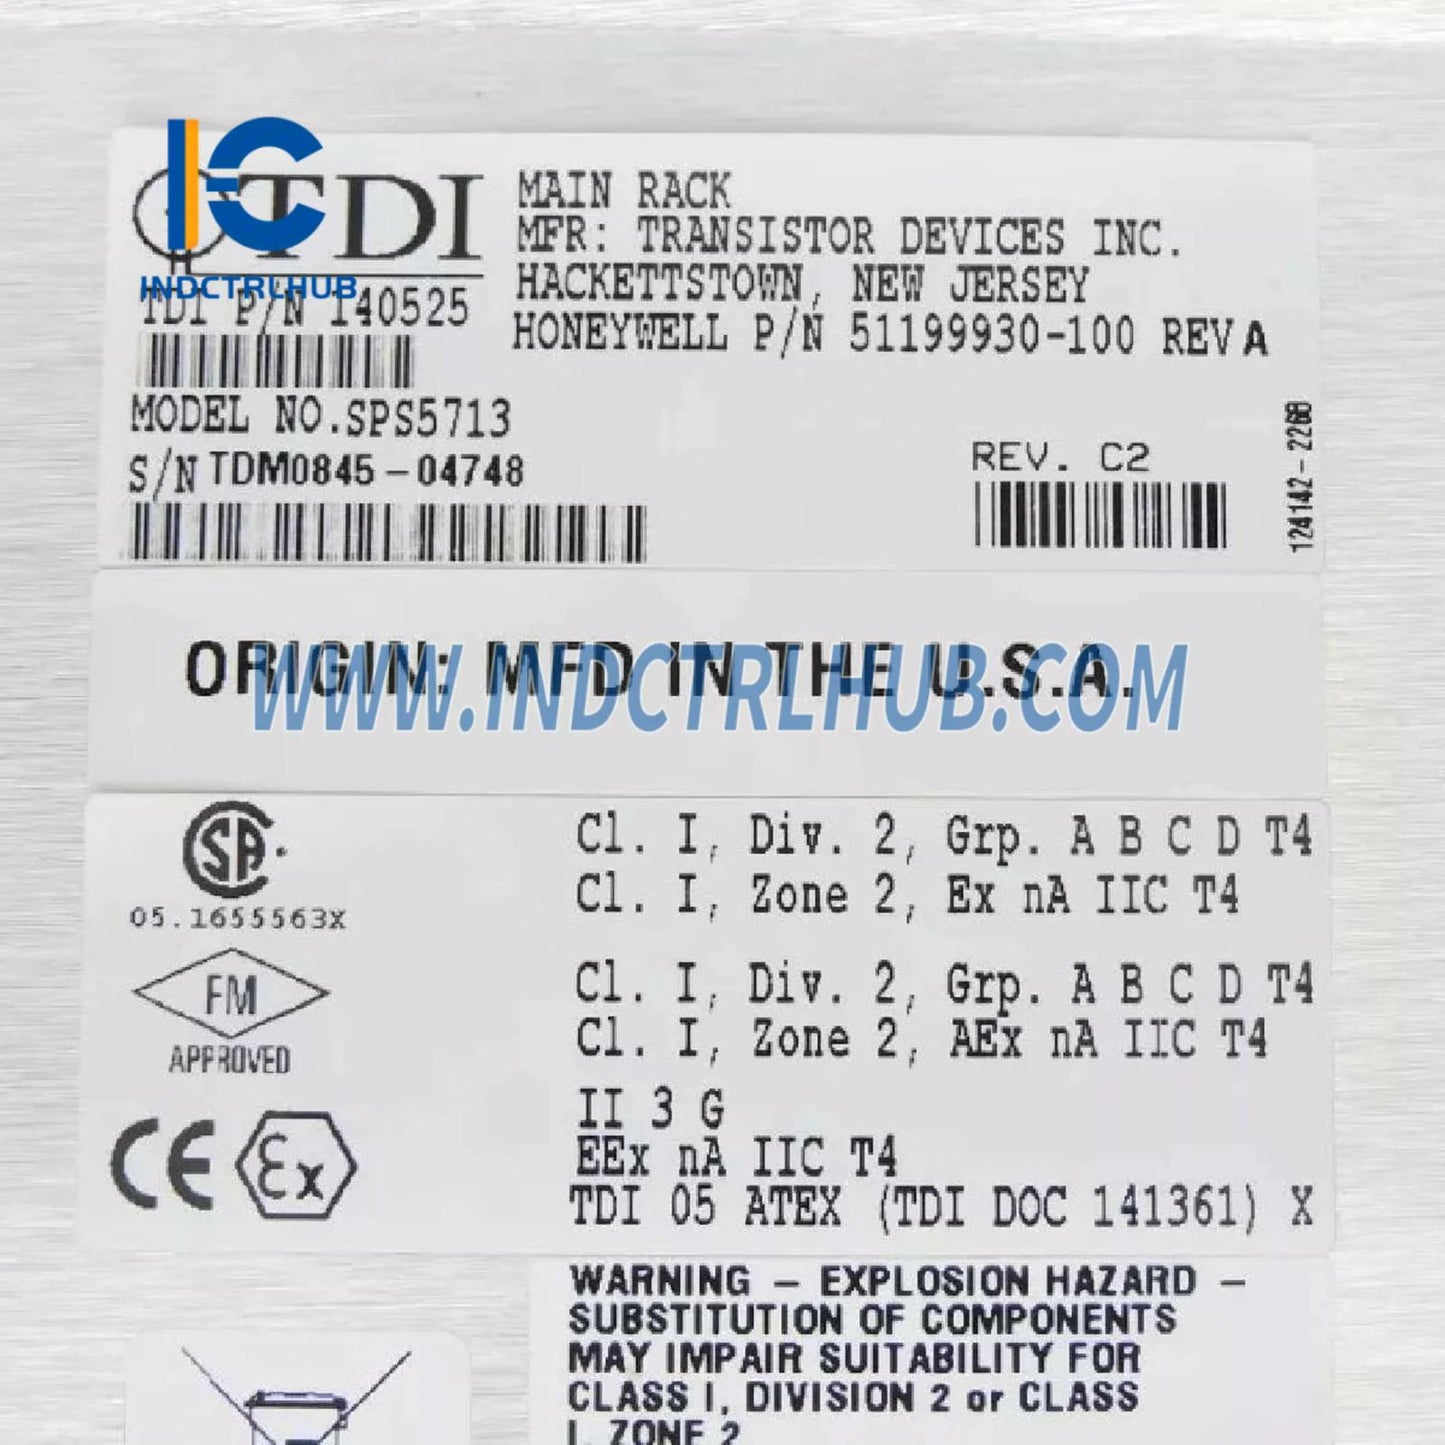 TDI
INDCTRLHUB
TDI P/N 140525
MAIN RACK
MFR: TRANSISTOR DEVICES INC.
HACKETTSTOWN, NEW JERSEY
HONEYWELL P/N 51199930-100 REV A
MODEL NO.SPS5713
S/N TDM0845-04748
REV. C2
124142-226B
ORIGIN: MFD IN THE U.S.A.
WWW.INDCTRLHUB.COM
05.1655563X
Cl. I, Div. 2, Grp. A B C D T4
Cl. I, Zone 2, Ex nA IIC T4
FM
APPROVED
Cl. I, Div. 2, Grp. A B C D T4
Cl. I, Zone 2, AEx nA IIC T4
CE Ex
II 3 G
EEx nA IIC T4
TDI 05 ATEX (TDI DOC 141361) X
WARNING – EXPLOSION HAZARD –
SUBSTITUTION OF COMPONENTS
MAY IMPAIR SUITABILITY FOR
CLASS I, DIVISION 2 or CLASS
I, ZONE 2